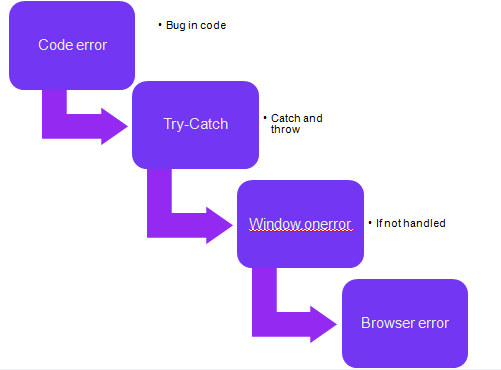 Code error
• Bug in code
Try-Catch
• Catch and
throw
Window.onerror
• If not handled
Browser error